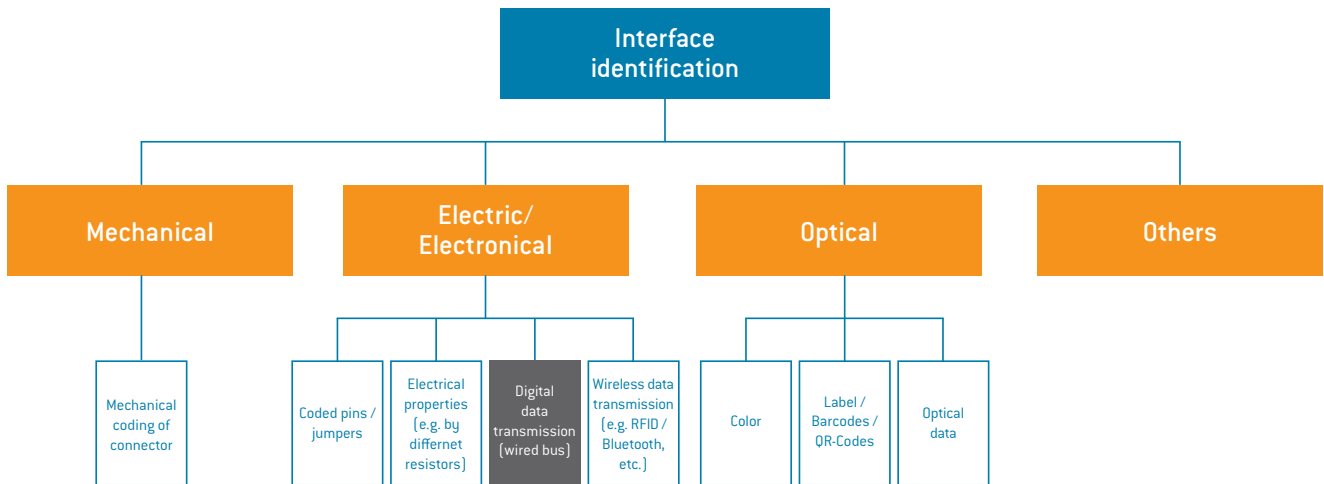 Interface
identification
Mechanical
Electric/
Electronical
Optical
Others
Mechanical
coding of
connector
Coded pins /
jumpers
Electrical
properties
(e.g. by
differnet
resistors)
Digital
data
transmission
(wired bus)
Wireless data
transmission
(e.g. RFID /
Bluetooth,
etc.)
Color
Label /
Barcodes /
QR-Codes
Optical
data